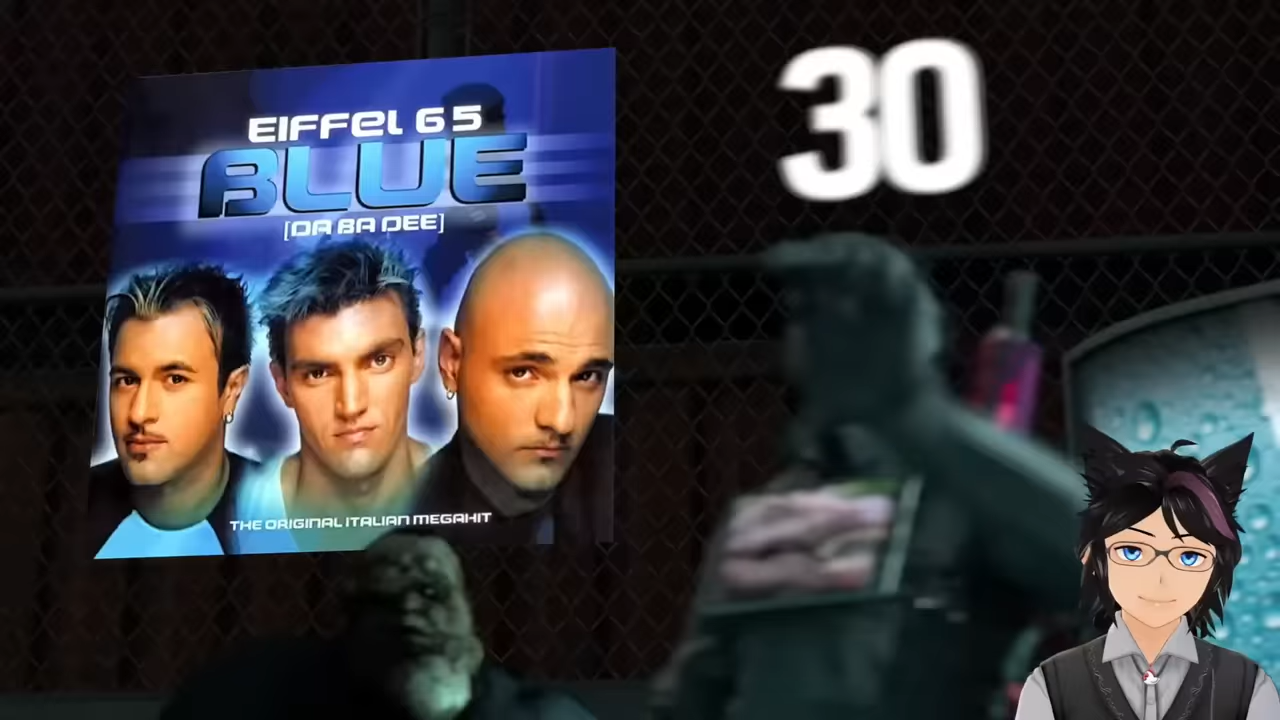 EIFFEL 65
BLUE
[DA BA DEE]
THE ORIGINAL ITALIAN MEGAHIT
30